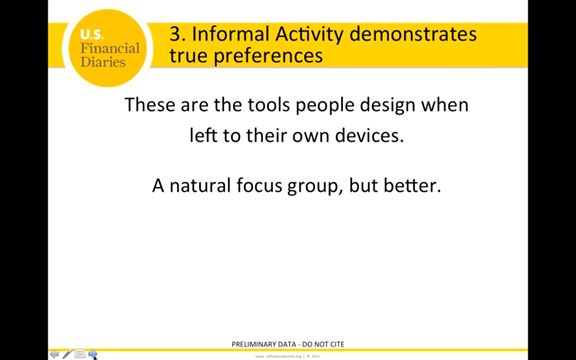 U.S.
Financial
Diaries
3. Informal Activity demonstrates
true preferences
These are the tools people design when
left to their own devices.
A natural focus group, but better.
PRELIMINARY DATA - DO NOT CITE